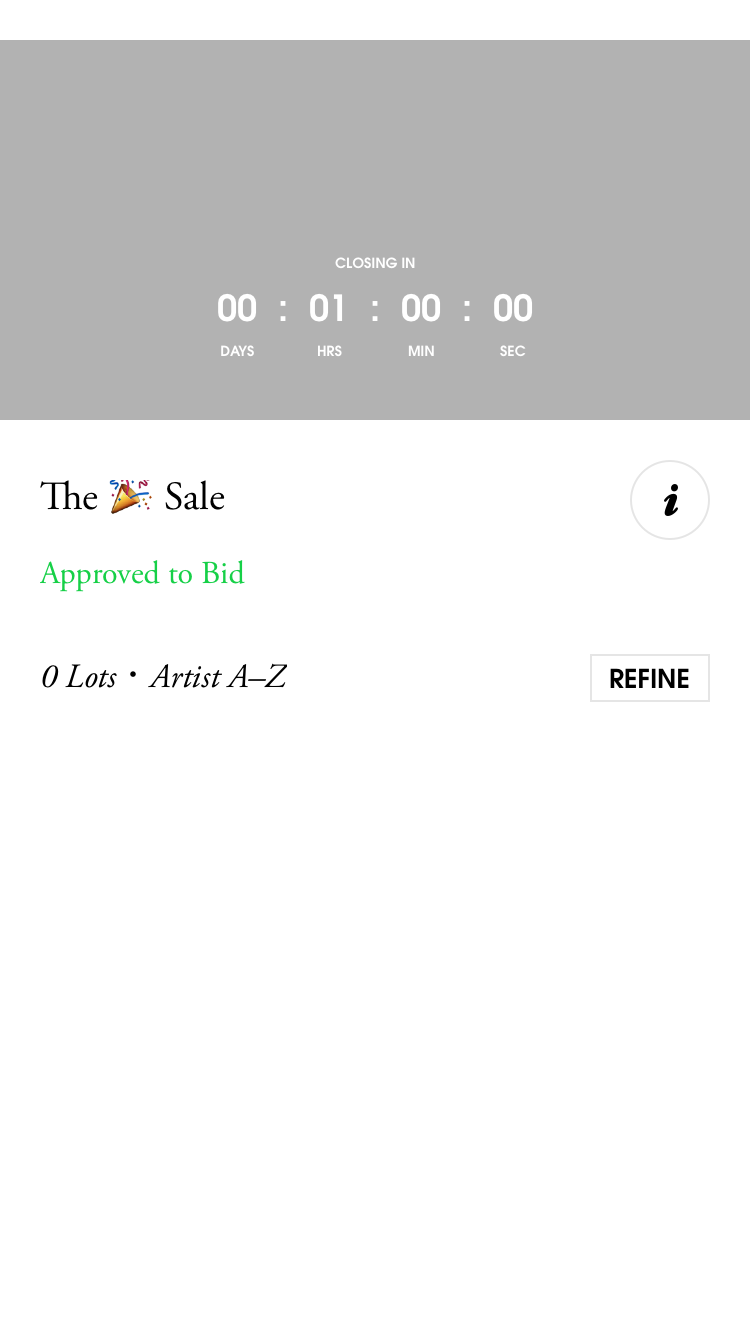 CLOSING IN
00 : 01 : 00 : 00
DAYS HRS MIN SEC
The 🎉 Sale
i
Approved to Bid
0 Lots • Artist A–Z
REFINE